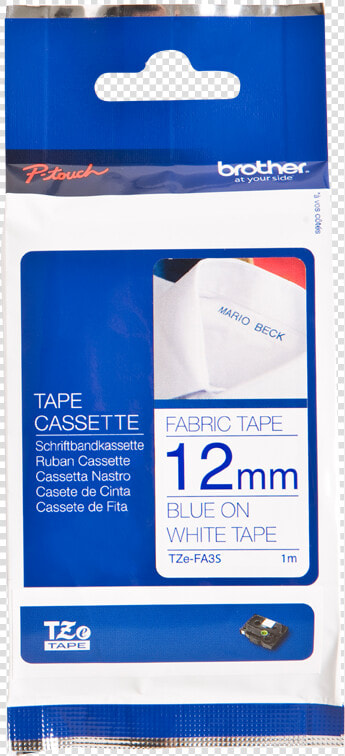 P-touch
brother
at your side
*à vos côtés
MARIO BECK
TAPE
CASSETTE
Schriftbandkassette
Ruban Cassette
Cassetta Nastro
Casete de Cinta
Cassete de Fita
FABRIC TAPE
12mm
BLUE ON
WHITE TAPE
TZe-FA3S 1m
TZe
TAPE